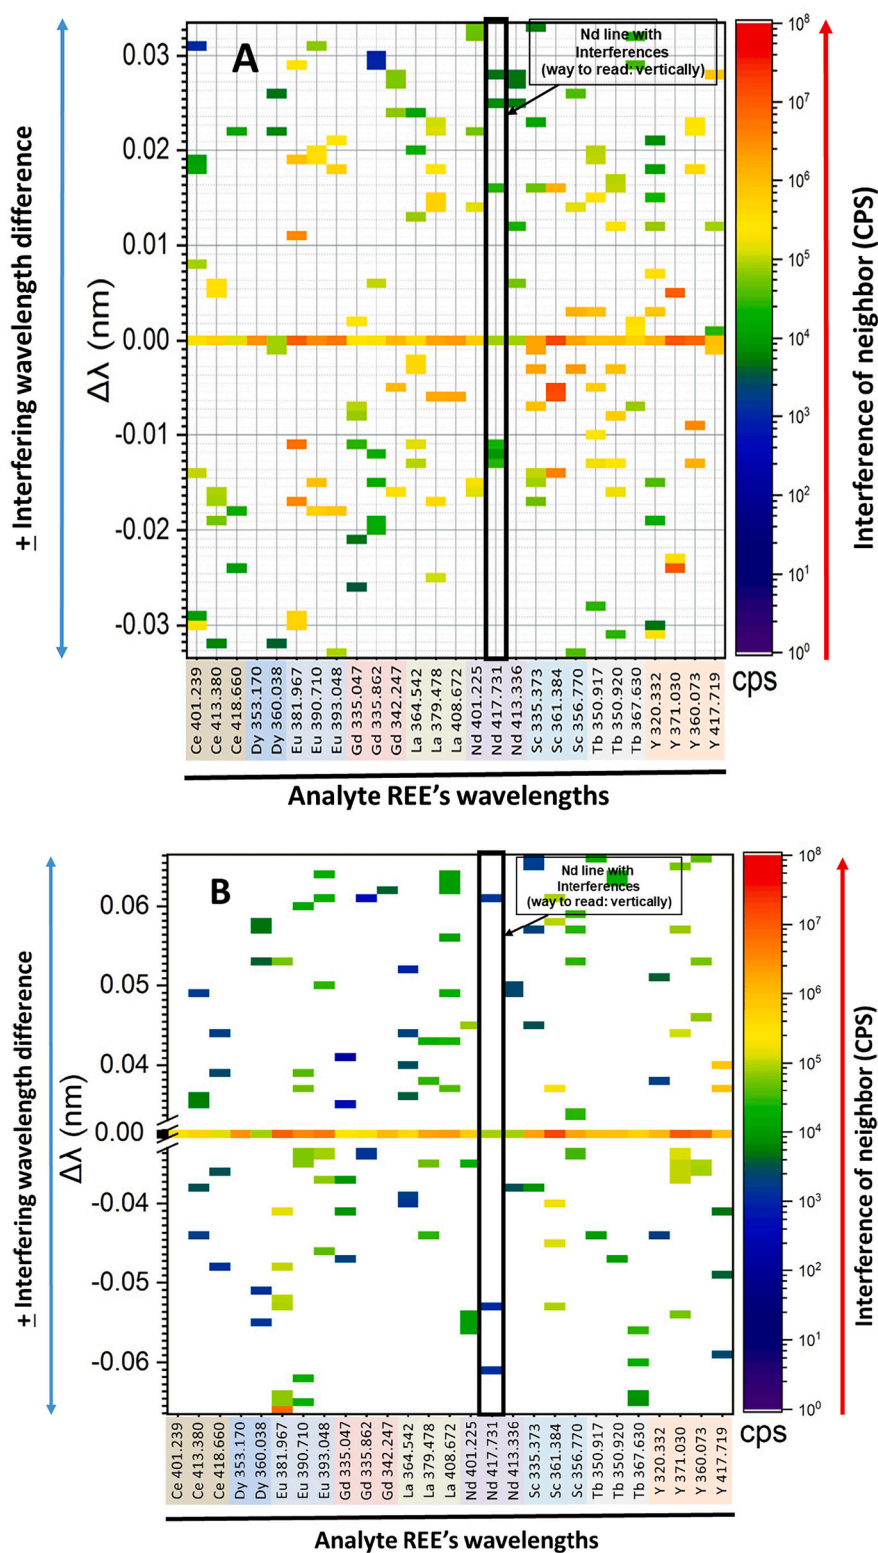 A
Nd line with
Interferences
(way to read: vertically)
± Interfering wavelength difference
Δλ (nm)
0.03
0.02
0.01
0.00
-0.01
-0.02
-0.03
10⁸
10⁷
10⁶
10⁵
10⁴
10³
10²
10¹
10⁰
cps
Interference of neighbor (CPS)
Ce 401.239
Ce 413.380
Ce 418.660
Dy 353.170
Dy 360.038
Eu 381.967
Eu 390.710
Eu 393.048
Gd 335.047
Gd 335.862
Gd 342.247
La 364.542
La 379.478
La 408.672
Nd 401.225
Nd 417.731
Nd 413.336
Sc 335.373
Sc 361.384
Sc 356.770
Tb 350.917
Tb 350.920
Tb 367.630
Y 320.332
Y 371.030
Y 360.073
Y 417.719
Analyte REE's wavelengths
B
Nd line with
Interferences
(way to read: vertically)
± Interfering wavelength difference
Δλ (nm)
0.06
0.05
0.04
0.00
-0.04
-0.05
-0.06
10⁸
10⁷
10⁶
10⁵
10⁴
10³
10²
10¹
10⁰
cps
Interference of neighbor (CPS)
Ce 401.239
Ce 413.380
Ce 418.660
Dy 353.170
Dy 360.038
Eu 381.967
Eu 390.710
Eu 393.048
Gd 335.047
Gd 335.862
Gd 342.247
La 364.542
La 379.478
La 408.672
Nd 401.225
Nd 417.731
Nd 413.336
Sc 335.373
Sc 361.384
Sc 356.770
Tb 350.917
Tb 350.920
Tb 367.630
Y 320.332
Y 371.030
Y 360.073
Y 417.719
Analyte REE's wavelengths